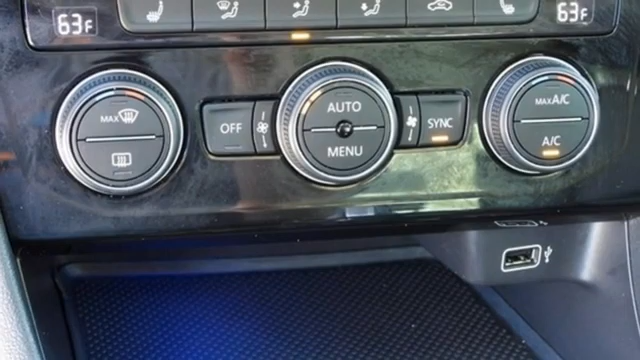 63F 63F
MAX
OFF
AUTO
MENU
SYNC
MAX A/C
A/C